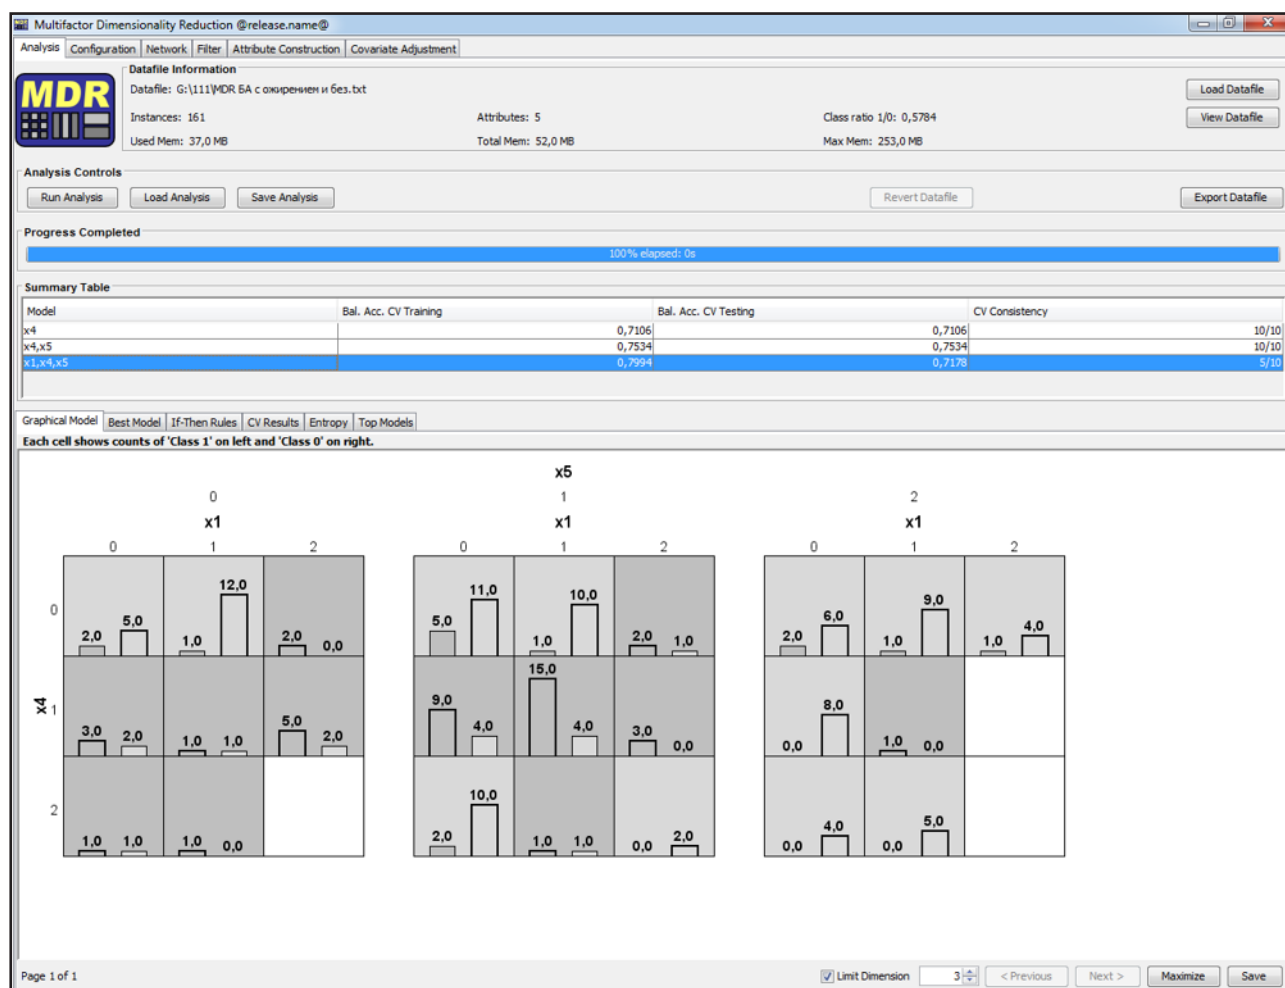 Multifactor Dimensionality Reduction @release.name@
Analysis Configuration Network Filter Attribute Construction Covariate Adjustment
MDR
Datafile Information
Datafile: G:\111\MDR БА с ожирением и без.txt
Load Datafile
Instances: 161 Attributes: 5 Class ratio 1/0: 0,5784
View Datafile
Used Mem: 37,0 MB Total Mem: 52,0 MB Max Mem: 253,0 MB
Analysis Controls
Run Analysis Load Analysis Save Analysis Revert Datafile Export Datafile
Progress Completed
100% elapsed: 0s
Summary Table
Model Bal. Acc. CV Training Bal. Acc. CV Testing CV Consistency
x4 0,7106 0,7106 10/10
x4,x5 0,7534 0,7534 10/10
x1,x4,x5 0,7994 0,7178 5/10
Graphical Model Best Model If-Then Rules CV Results Entropy Top Models
Each cell shows counts of 'Class 1' on left and 'Class 0' on right.
x5
0 1 2
x1 x1 x1
0 1 2 0 1 2 0 1 2
x4
0 2,0 5,0 1,0 12,0 2,0 0,0 5,0 11,0 1,0 10,0 2,0 1,0 2,0 6,0 1,0 9,0 1,0 4,0
1 3,0 2,0 1,0 1,0 5,0 2,0 9,0 4,0 15,0 4,0 3,0 0,0 0,0 8,0 1,0 0,0
2 1,0 1,0 1,0 0,0 2,0 10,0 1,0 1,0 0,0 2,0 0,0 4,0 0,0 5,0
Page 1 of 1 Limit Dimension 3 < Previous Next > Maximize Save